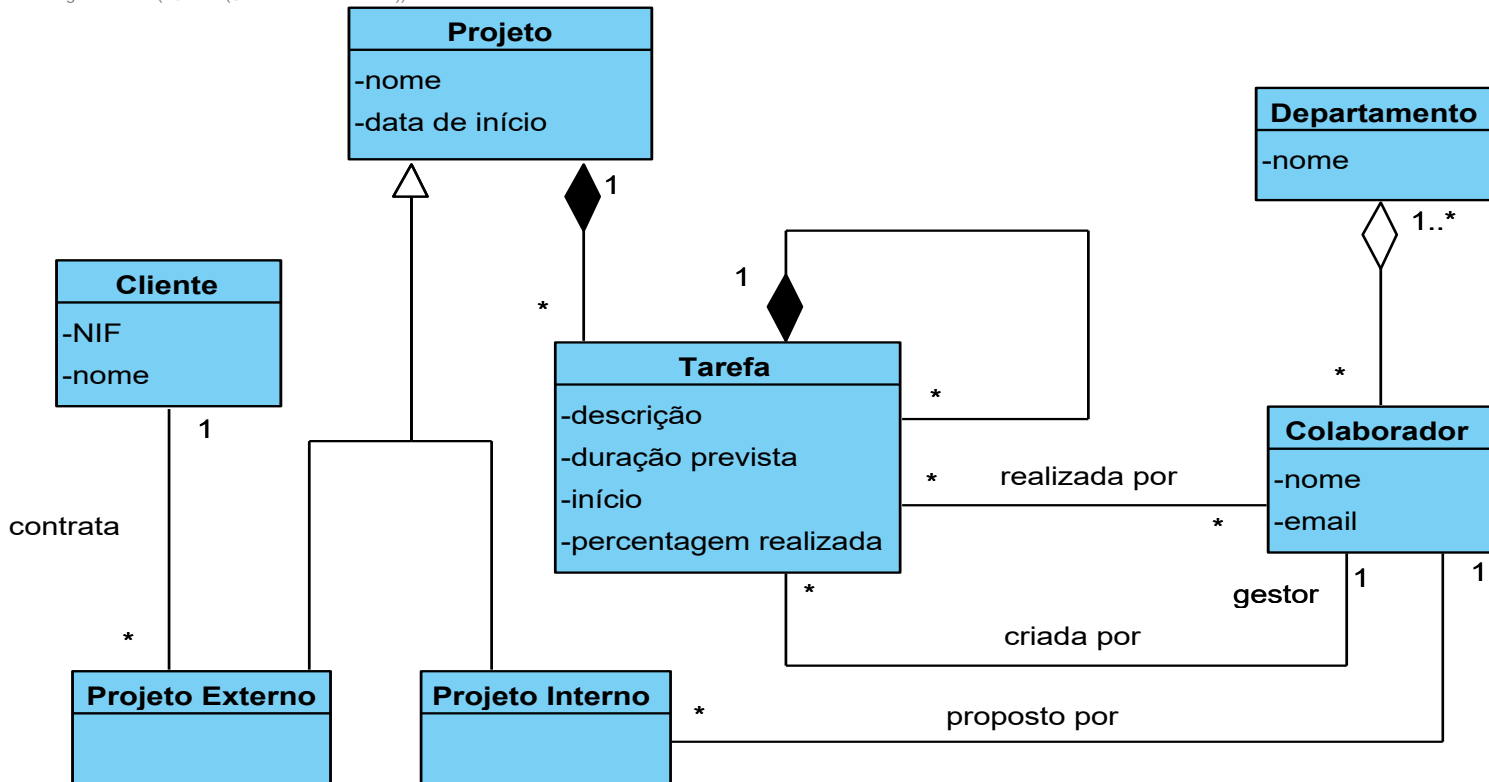 Projeto
-nome
-data de início
1
Departamento
-nome
1..*
Cliente
-NIF
-nome
1
*
1
*
Tarefa
-descrição
-duração prevista
-início
-percentagem realizada
*
*
Colaborador
-nome
-email
realizada por
*
*
contrata
*
*
gestor
1
1
criada por
Projeto Externo
Projeto Interno
*
proposto por